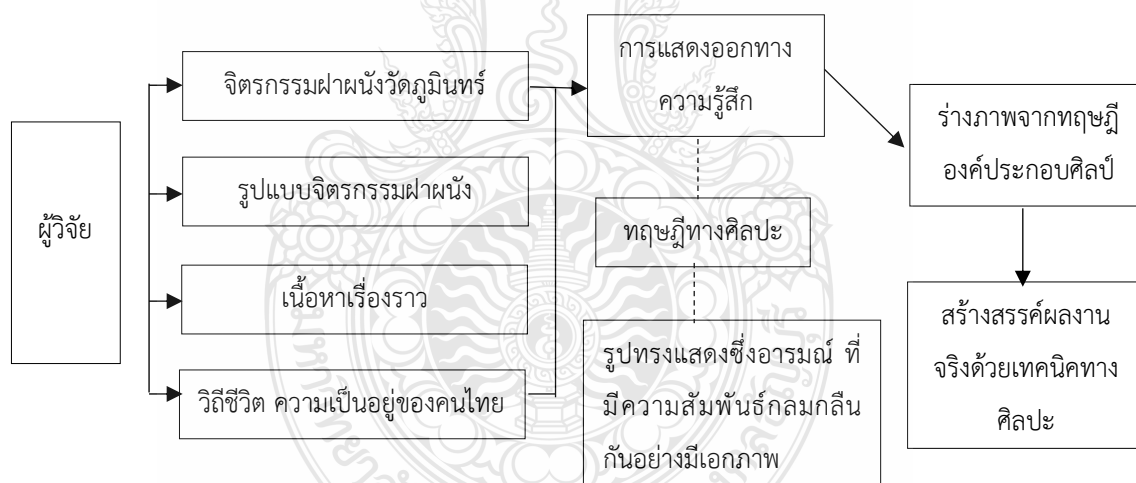 ผู้วิจัย
จิตรกรรมฝาผนังวัดภูมินทร์
รูปแบบจิตรกรรมฝาผนัง
เนื้อหาเรื่องราว
วิถีชีวิต ความเป็นอยู่ของคนไทย
การแสดงออกทาง
ความรู้สึก
ทฤษฎีทางศิลปะ
รูปทรงแสดงซึ่งอารมณ์ ที่
มีความสัมพันธ์กลมกลืน
กันอย่างมีเอกภาพ
ร่างภาพจากทฤษฎี
องค์ประกอบศิลป์
สร้างสรรค์ผลงาน
จริงด้วยเทคนิคทาง
ศิลปะ